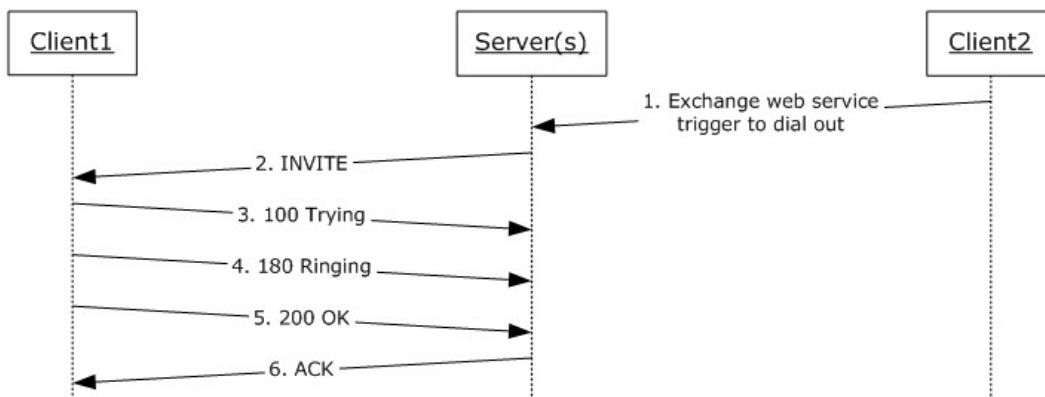 Client1
Server(s)
Client2
1. Exchange web service
trigger to dial out
2. INVITE
3. 100 Trying
4. 180 Ringing
5. 200 OK
6. ACK